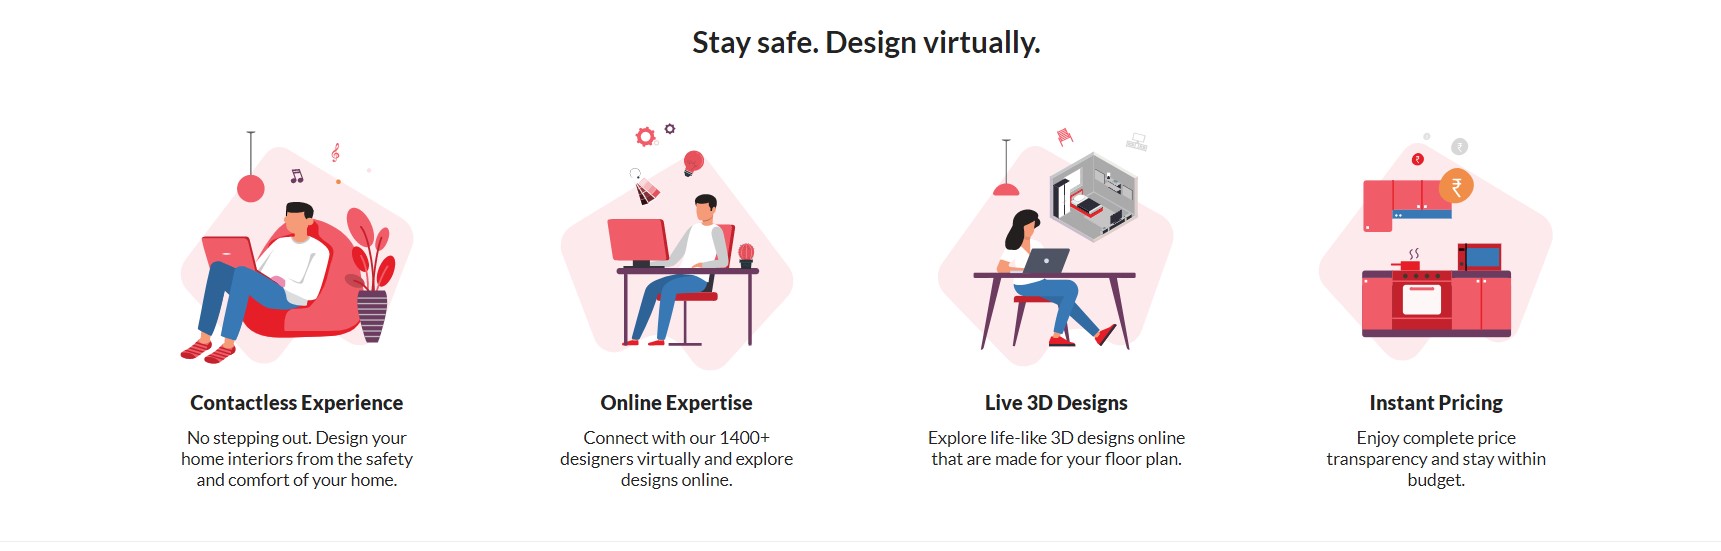 Stay safe. Design virtually.
Contactless Experience
No stepping out. Design your
home interiors from the safety
and comfort of your home.
Online Expertise
Connect with our 1400+
designers virtually and explore
designs online.
Live 3D Designs
Explore life-like 3D designs online
that are made for your floor plan.
Instant Pricing
Enjoy complete price
transparency and stay within
budget.